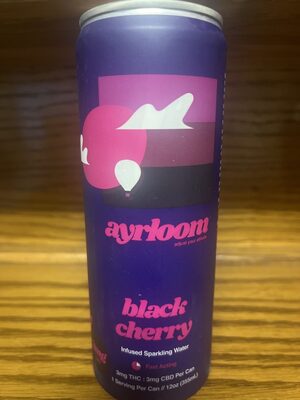 ayrloom
black
cherry
Infused Sparkling Water
Fast Acting
3mg THC : 3mg CBD Per Can
1 Serving Per Can // 12oz (355mL)